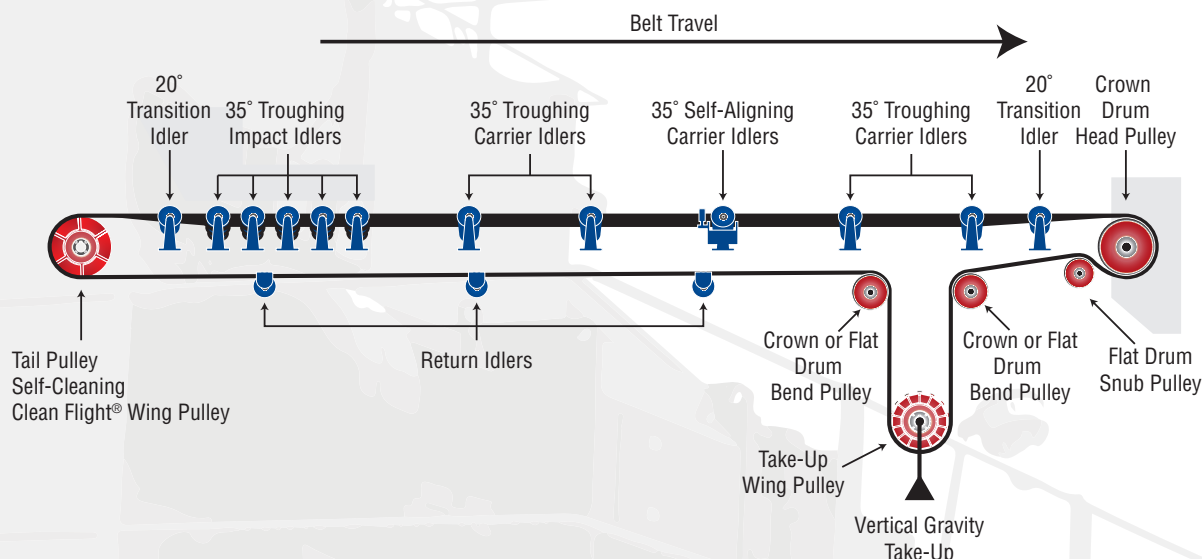 Belt Travel
20°
Transition
Idler
35° Troughing
Impact Idlers
35° Troughing
Carrier Idlers
35° Self-Aligning
Carrier Idlers
35° Troughing
Carrier Idlers
20°
Transition
Idler
Crown
Drum
Head Pulley
Tail Pulley
Self-Cleaning
Clean Flight® Wing Pulley
Return Idlers
Crown or Flat
Drum
Bend Pulley
Crown or Flat
Drum
Bend Pulley
Flat Drum
Snub Pulley
Take-Up
Wing Pulley
Vertical Gravity
Take-Up